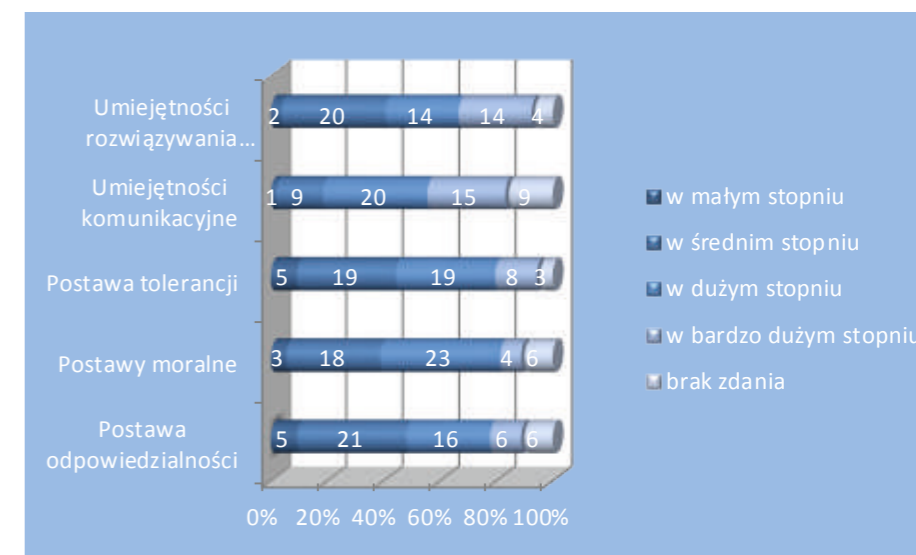 Umiejętności
rozwiązywania...
2 20 14 14 4
Umiejętności
komunikacyjne
1 9 20 15 9
Postawa tolerancji
5 19 19 8 3
Postawy moralne
3 18 23 4 6
Postawa
odpowiedzialności
5 21 16 6 6
0% 20% 40% 60% 80% 100%
w małym stopniu
w średnim stopniu
w dużym stopniu
w bardzo dużym stopniu
brak zdania